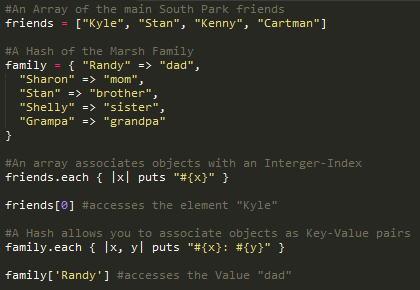 #An Array of the main South Park friends
friends = ["Kyle", "Stan", "Kenny", "Cartman"]
#A Hash of the Marsh Family
family = { "Randy" => "dad",
"Sharon" => "mom",
"Stan" => "brother",
"Shelly" => "sister",
"Grampa" => "grandpa"
}
#An array associates objects with an Interger-Index
friends.each { |x| puts "#{x}" }
friends[0] #accesses the element "Kyle"
#A Hash allows you to associate objects as Key-Value pairs
family.each { |x, y| puts "#{x}: #{y}" }
family['Randy'] #accesses the Value "dad"